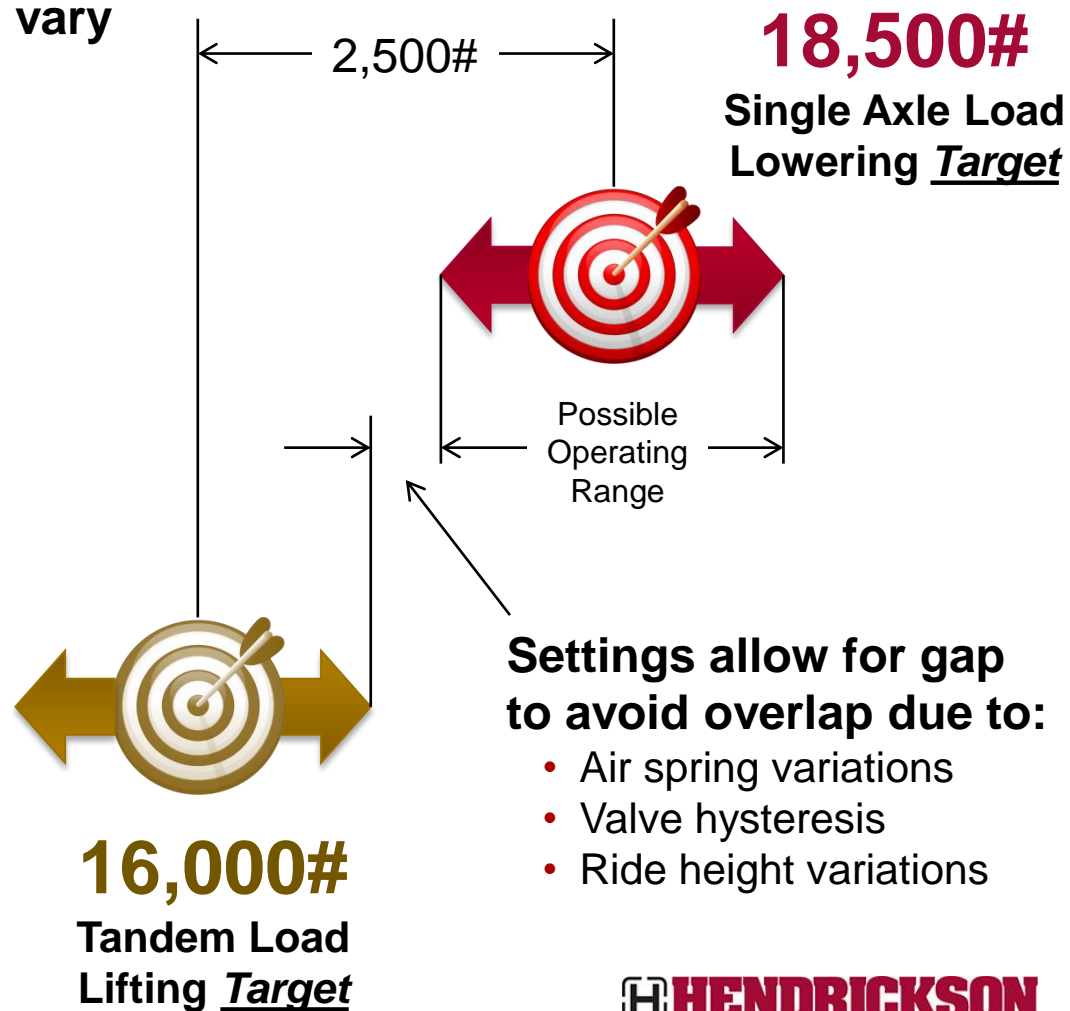 vary
2,500#
18,500#
Single Axle Load
Lowering Target
Possible
Operating
Range
Settings allow for gap
to avoid overlap due to:
• Air spring variations
• Valve hysteresis
• Ride height variations
16,000#
Tandem Load
Lifting Target
HENDRICKSON